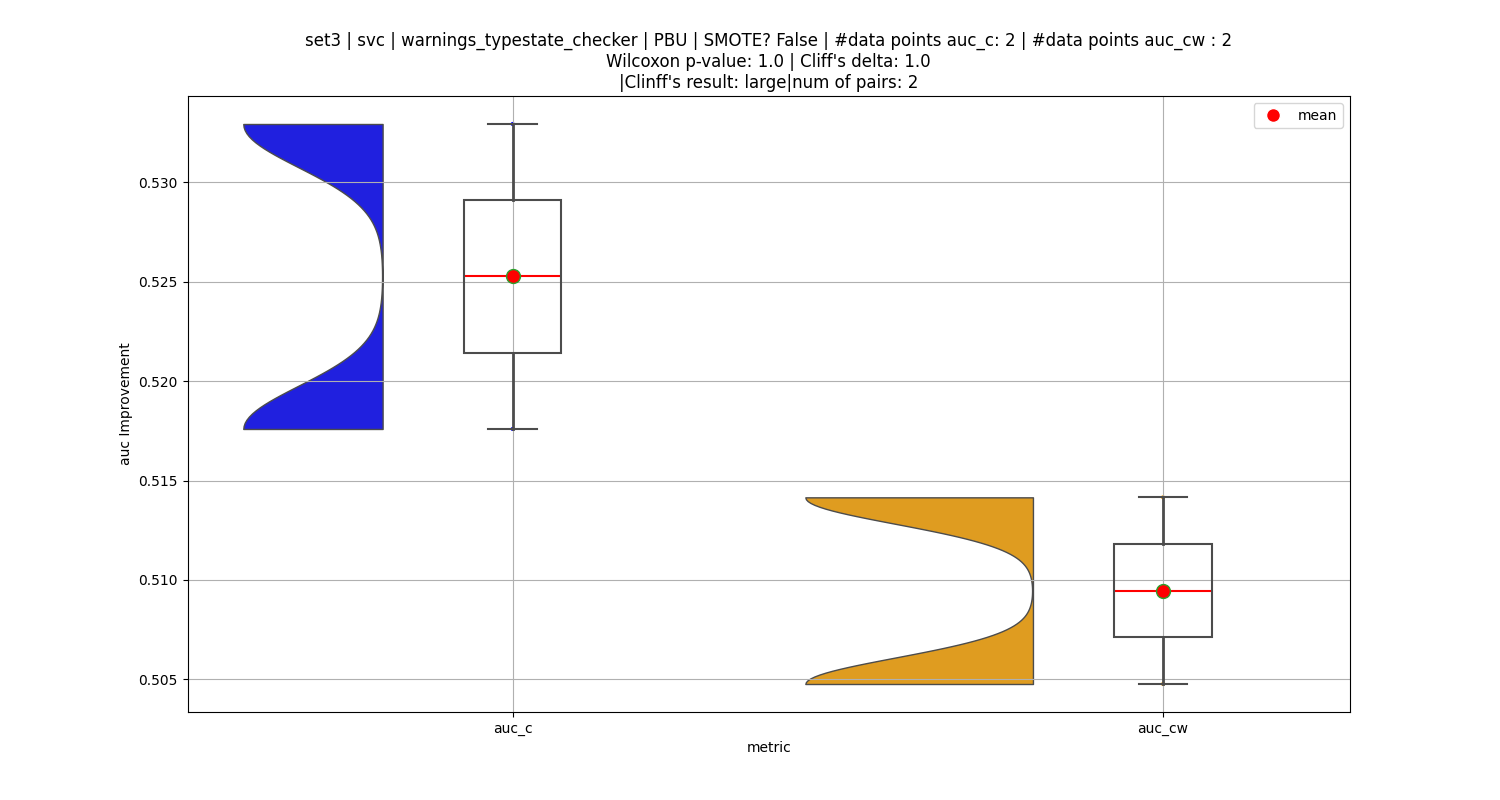 set3 | svc | warnings_typestate_checker | PBU | SMOTE? False | #data points auc_c: 2 | #data points auc_cw : 2
Wilcoxon p-value: 1.0 | Cliff's delta: 1.0
|Clinff's result: large|num of pairs: 2
mean
0.530
0.525
0.520
0.515
0.510
0.505
auc Improvement
auc_c
auc_cw
metric